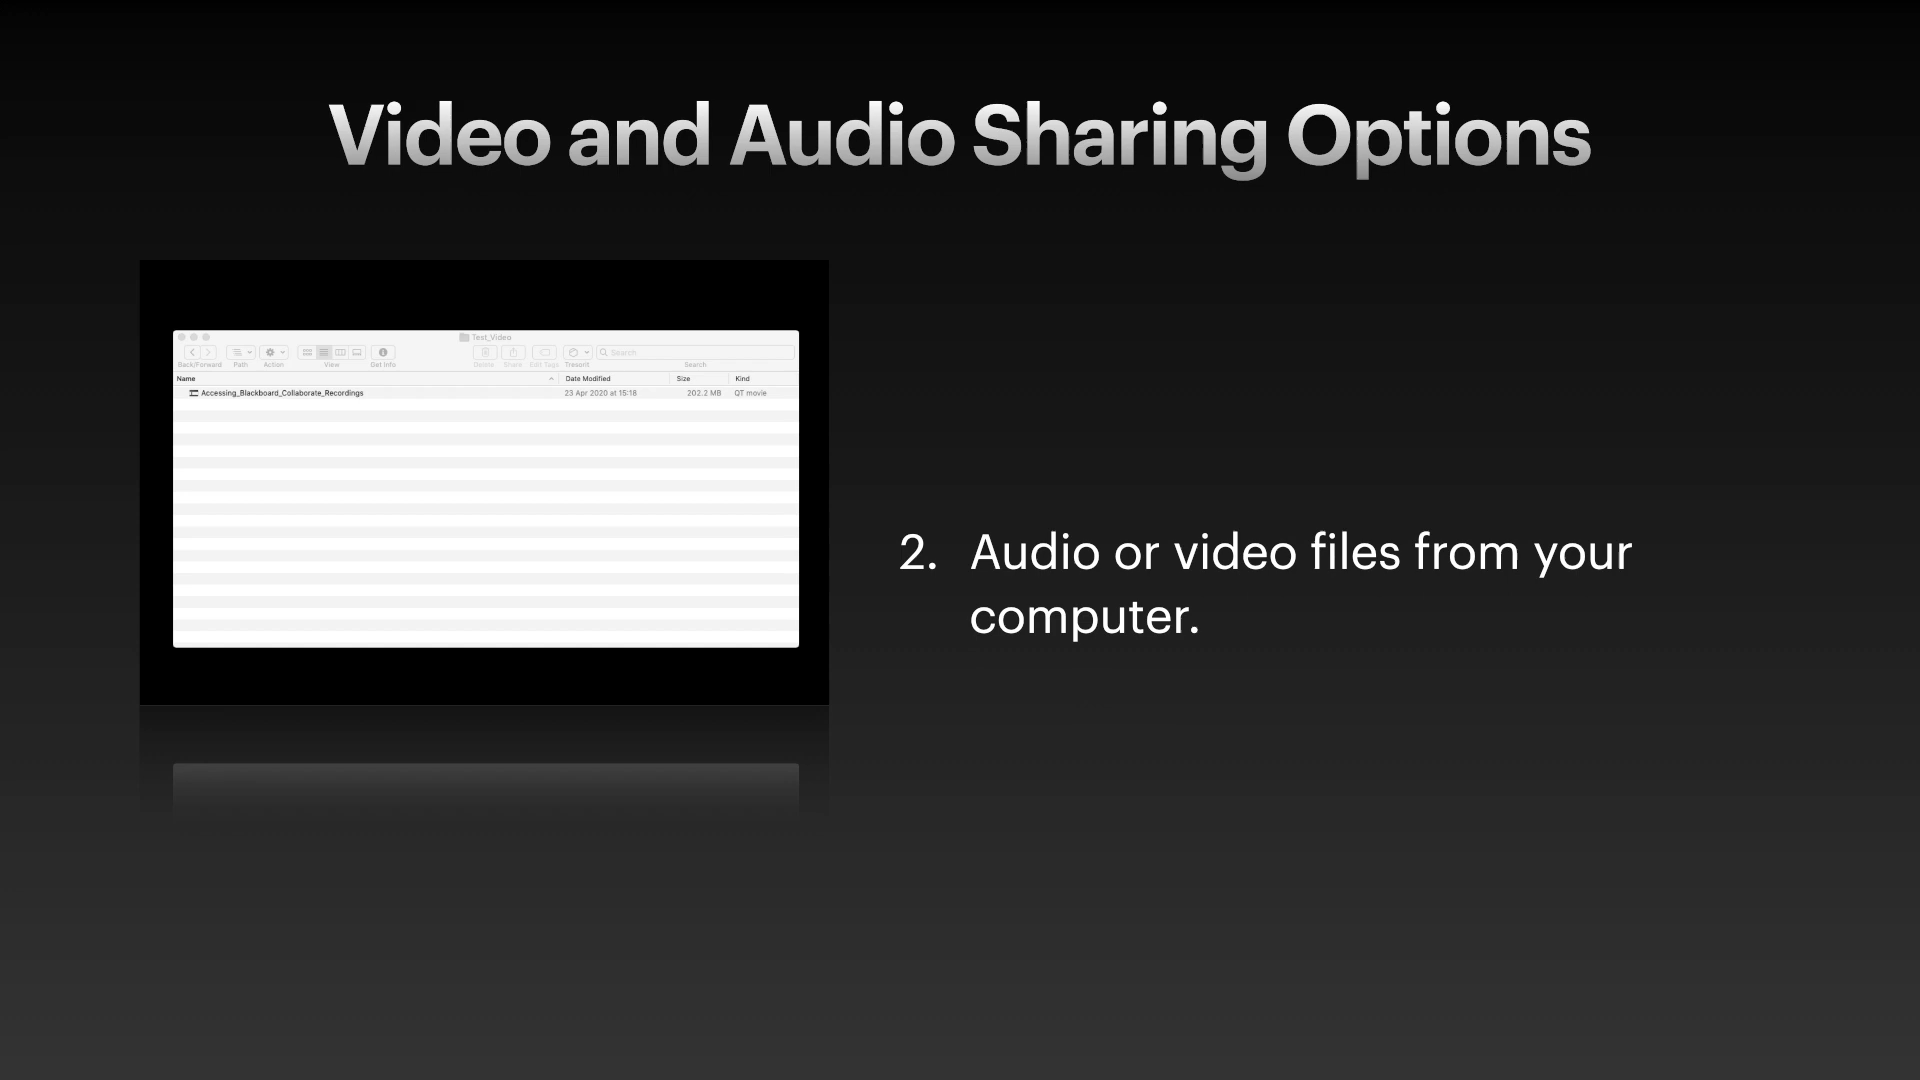 Video and Audio Sharing Options
Test_Video
Search
Back/Forward Path Action View Get Info Delete Share Edit Tags Tresorit Search
Name Date Modified Size Kind
Accessing_Blackboard_Collaborate_Recordings 23 Apr 2020 at 15:18 202.2 MB QT movie
2. Audio or video files from your
computer.